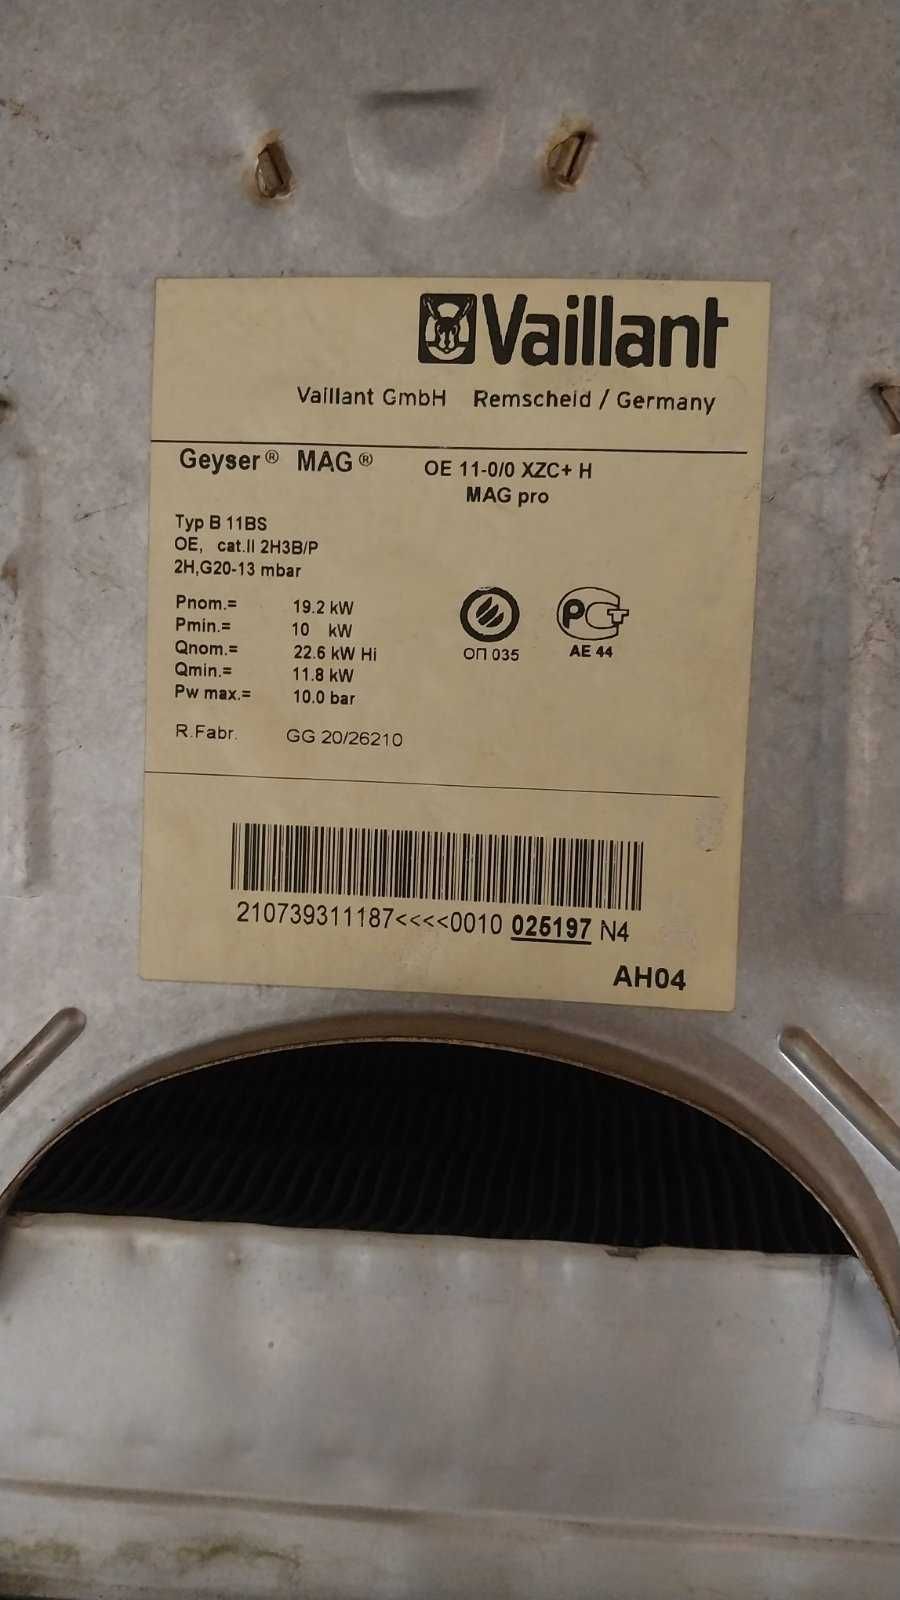 Vaillant
Vaillant GmbH Remscheid / Germany
Geyser® MAG® OE 11-0/0 XZC+ H
MAG pro
Typ B 11BS
OE, cat.II 2H3B/P
2H,G20-13 mbar
Pnom.= 19.2 kW
Pmin.= 10 kW
Qnom.= 22.6 kW Hi
Qmin.= 11.8 kW
Pw max.= 10.0 bar
ОП 035
РСТ
AE 44
R.Fabr. GG 20/26210
210739311187<<<<0010 025197 N4
AH04